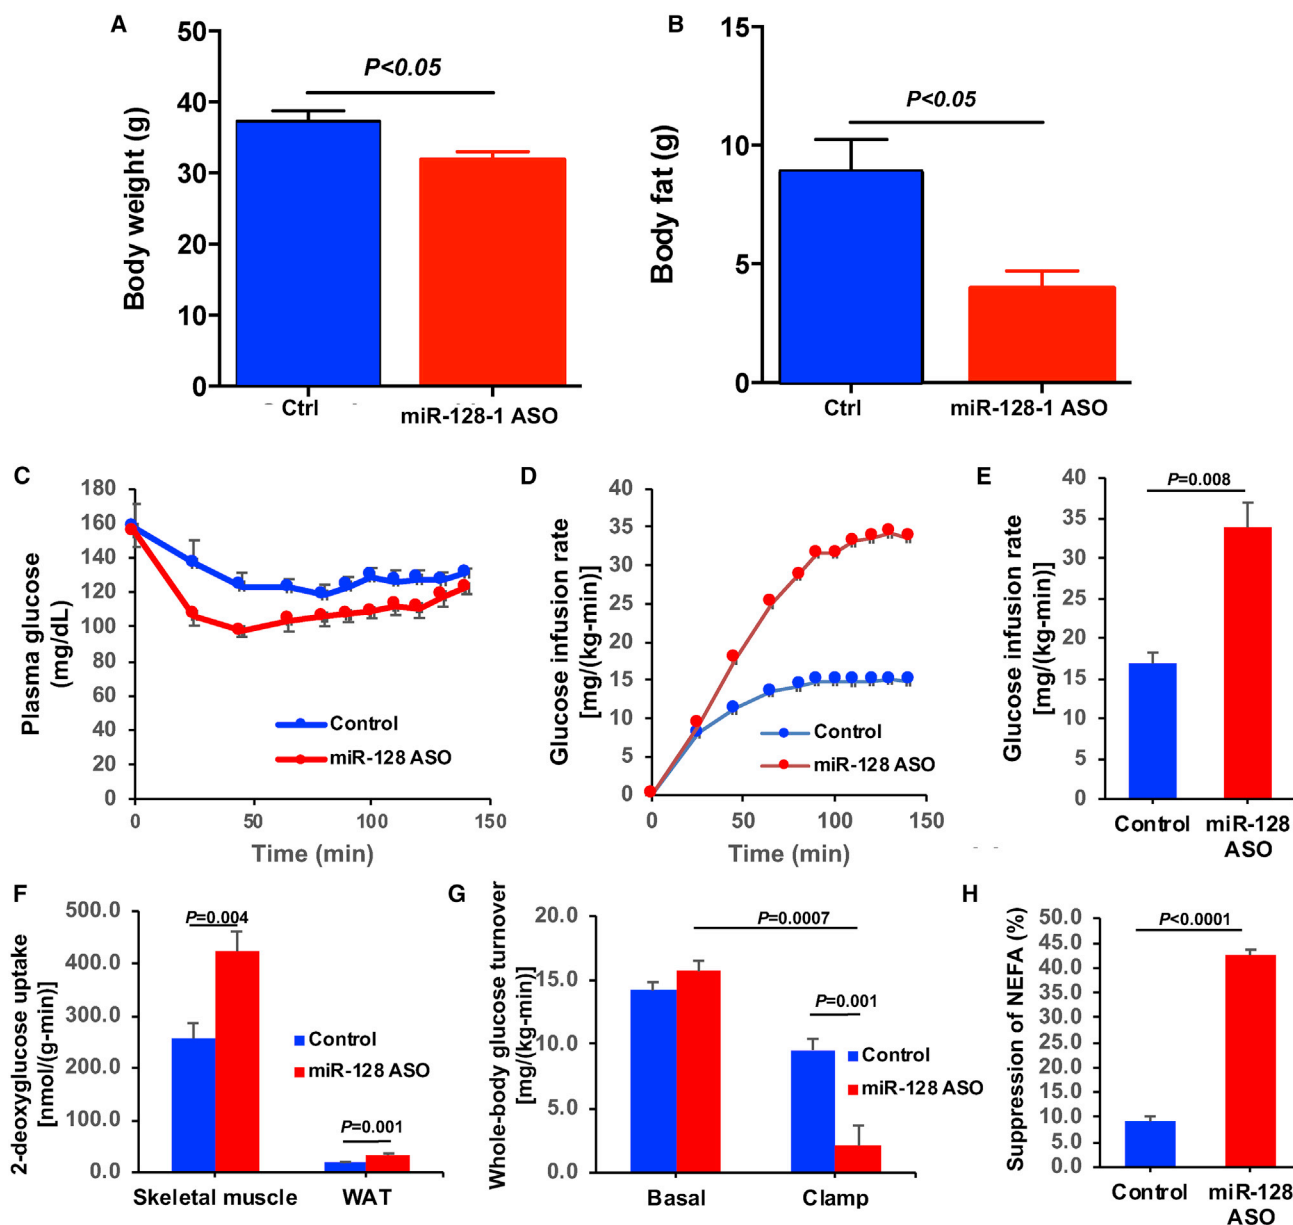 A
Body weight (g)
50
40
30
20
10
0
P<0.05
Ctrl
miR-128-1 ASO
B
Body fat (g)
15
10
5
0
P<0.05
Ctrl
miR-128-1 ASO
C
Plasma glucose
(mg/dL)
180
160
140
120
100
80
60
40
20
0
Control
miR-128 ASO
0
50
100
150
Time (min)
D
Glucose infusion rate
[mg/(kg-min)]
40
35
30
25
20
15
10
5
0
Control
miR-128 ASO
0
50
100
150
Time (min)
E
Glucose infusion rate
[mg/(kg-min)]
40
35
30
25
20
15
10
5
0
P=0.008
Control
miR-128
ASO
F
2-deoxyglucose uptake
[nmol/(g-min)]
500.0
400.0
300.0
200.0
100.0
0.0
P=0.004
Control
miR-128 ASO
P=0.001
Skeletal muscle
WAT
G
Whole-body glucose turnover
[mg/(kg-min)]
20.0
15.0
10.0
5.0
0.0
P=0.0007
P=0.001
Control
miR-128 ASO
Basal
Clamp
H
Suppression of NEFA (%)
50.0
45.0
40.0
35.0
30.0
25.0
20.0
15.0
10.0
5.0
0.0
P<0.0001
Control
miR-128
ASO